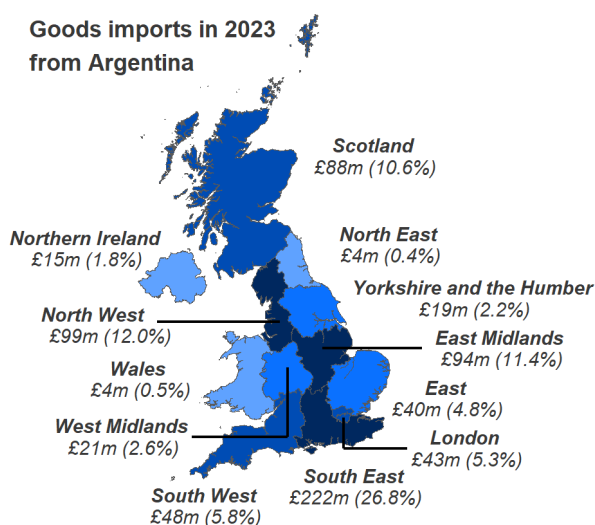 Goods imports in 2023
from Argentina
Scotland
£88m (10.6%)
Northern Ireland
£15m (1.8%)
North East
£4m (0.4%)
Yorkshire and the Humber
£19m (2.2%)
North West
£99m (12.0%)
East Midlands
£94m (11.4%)
Wales
£4m (0.5%)
East
£40m (4.8%)
West Midlands
£21m (2.6%)
London
£43m (5.3%)
South East
£222m (26.8%)
South West
£48m (5.8%)